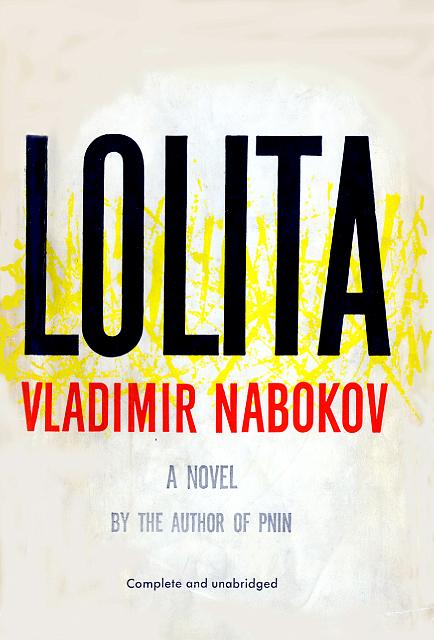 LOLITA
VLADIMIR NABOKOV
A NOVEL
BY THE AUTHOR OF PNIN
Complete and unabridged